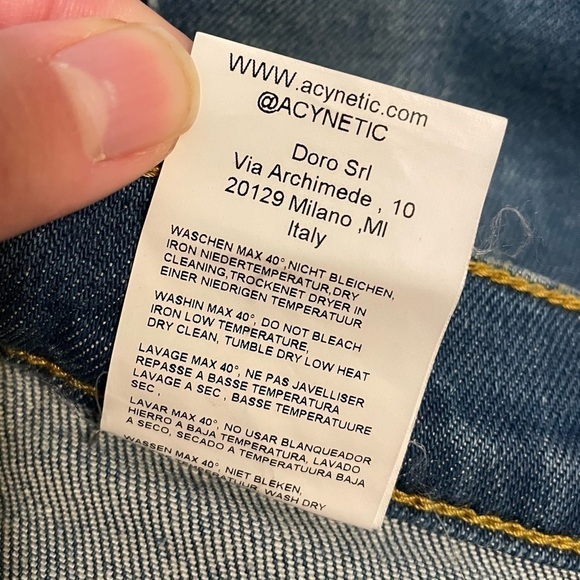 WWW.acynetic.com
@ACYNETIC
Doro Srl
Via Archimede , 10
20129 Milano ,MI
Italy
WASCHEN MAX 40°,NICHT BLEICHEN,
IRON NIEDERTEMPERATUR,DRY
CLEANING,TROCKENET DRYER IN
EINER NIEDRIGEN TEMPERATUUR
WASHIN MAX 40°, DO NOT BLEACH
IRON LOW TEMPERATURE
DRY CLEAN, TUMBLE DRY LOW HEAT
LAVAGE MAX 40°, NE PAS JAVELLISER
REPASSE A BASSE TEMPERATURA
LAVAGE A SEC , BASSE TEMPERATUURE
SEC ,
LAVAR MAX 40°, NO USAR BLANQUEADOR
HIERRO A BAJA TEMPERATURA, LAVADO
A SECO, SECADO A TEMPERATUURA BAJA
WASSEN MAX 40°, NIET BLEKEN,
WASH DRY